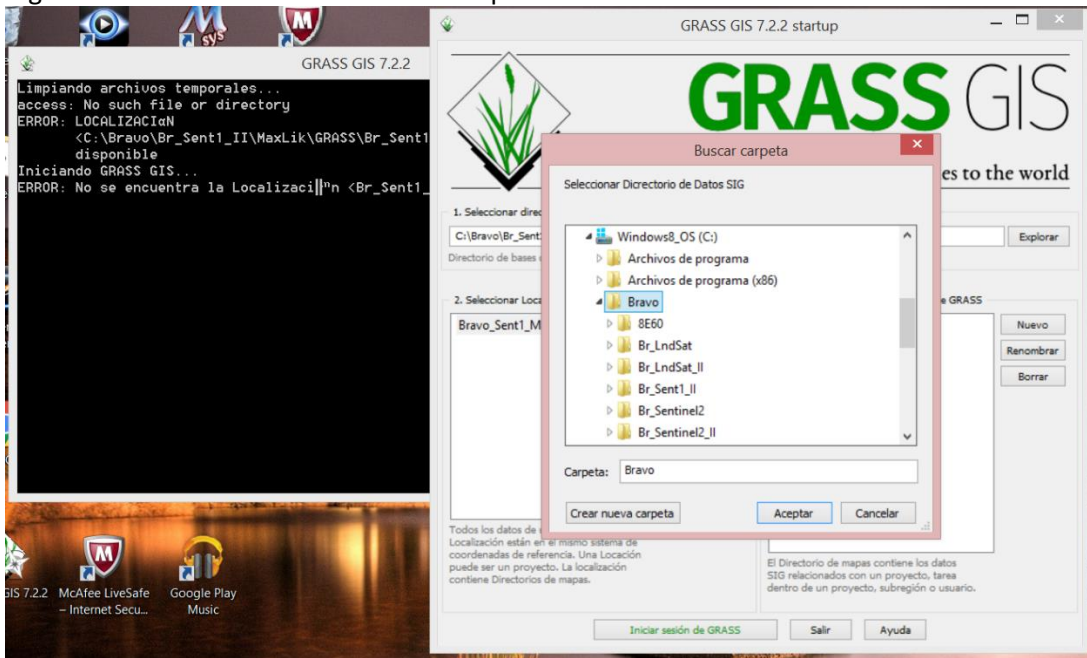 sys
GRASS GIS 7.2.2
Limpiando archivos temporales...
access: No such file or directory
ERROR: LOCALIZACIαN
<C:\Bravo\Br_Sent1_II\MaxLik\GRASS\Br_Sent1
disponible
Iniciando GRASS GIS...
ERROR: No se encuentra la Localizaci║ⁿn <Br_Sent1_
GIS 7.2.2
McAfee LiveSafe
– Internet Secu...
Google Play
Music
GRASS GIS 7.2.2 startup
GRASS GIS
es to the world
1. Seleccionar direc
C:\Bravo\Br_Sent
Explorar
Directorio de bases
2. Seleccionar Loca
e GRASS
Bravo_Sent1_M
Nuevo
Renombrar
Borrar
Buscar carpeta
Seleccionar Dicrectorio de Datos SIG
Windows8_OS (C:)
Archivos de programa
Archivos de programa (x86)
Bravo
8E60
Br_LndSat
Br_LndSat_II
Br_Sent1_II
Br_Sentinel2
Br_Sentinel2_II
Carpeta: Bravo
Crear nueva carpeta
Aceptar
Cancelar
Todos los datos de
Localización están en el mismo sistema de
coordenadas de referencia. Una Locación
puede ser un proyecto. La localización
contiene Directorios de mapas.
El Directorio de mapas contiene los datos
SIG relacionados con un proyecto, tarea
dentro de un proyecto, subregión o usuario.
Iniciar sesión de GRASS
Salir
Ayuda